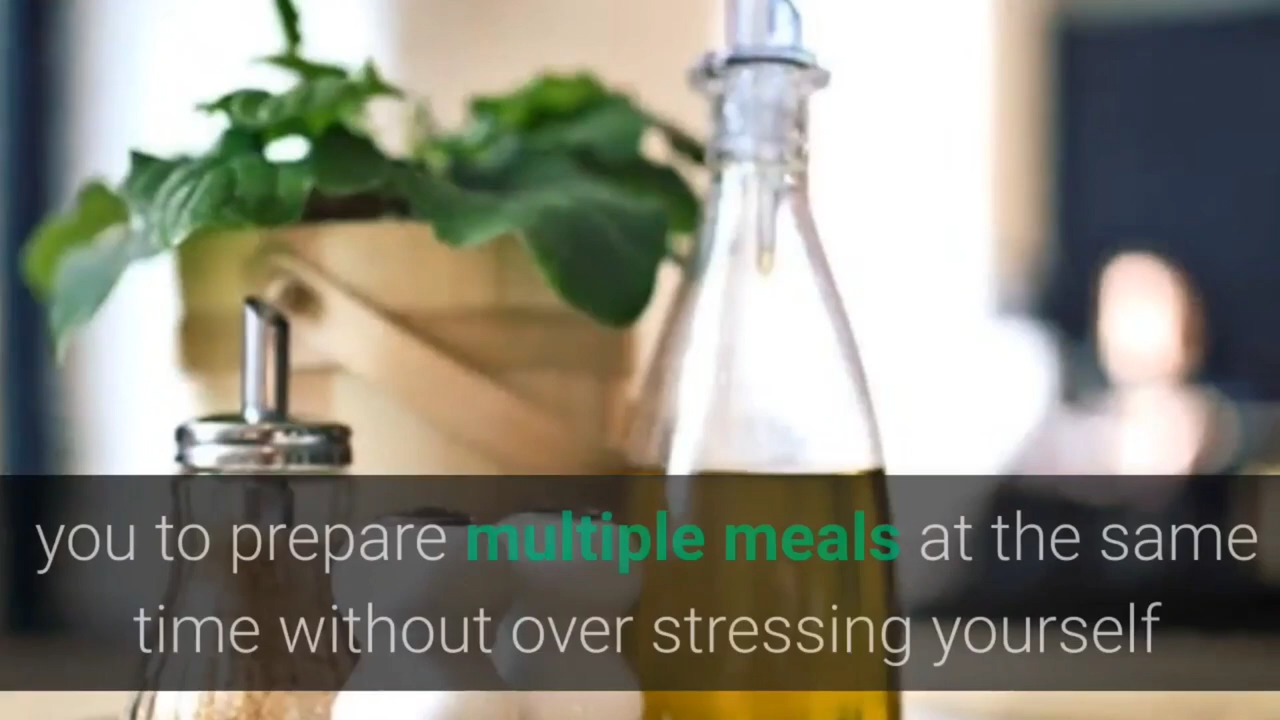 you to prepare multiple meals at the same
time without over stressing yourself